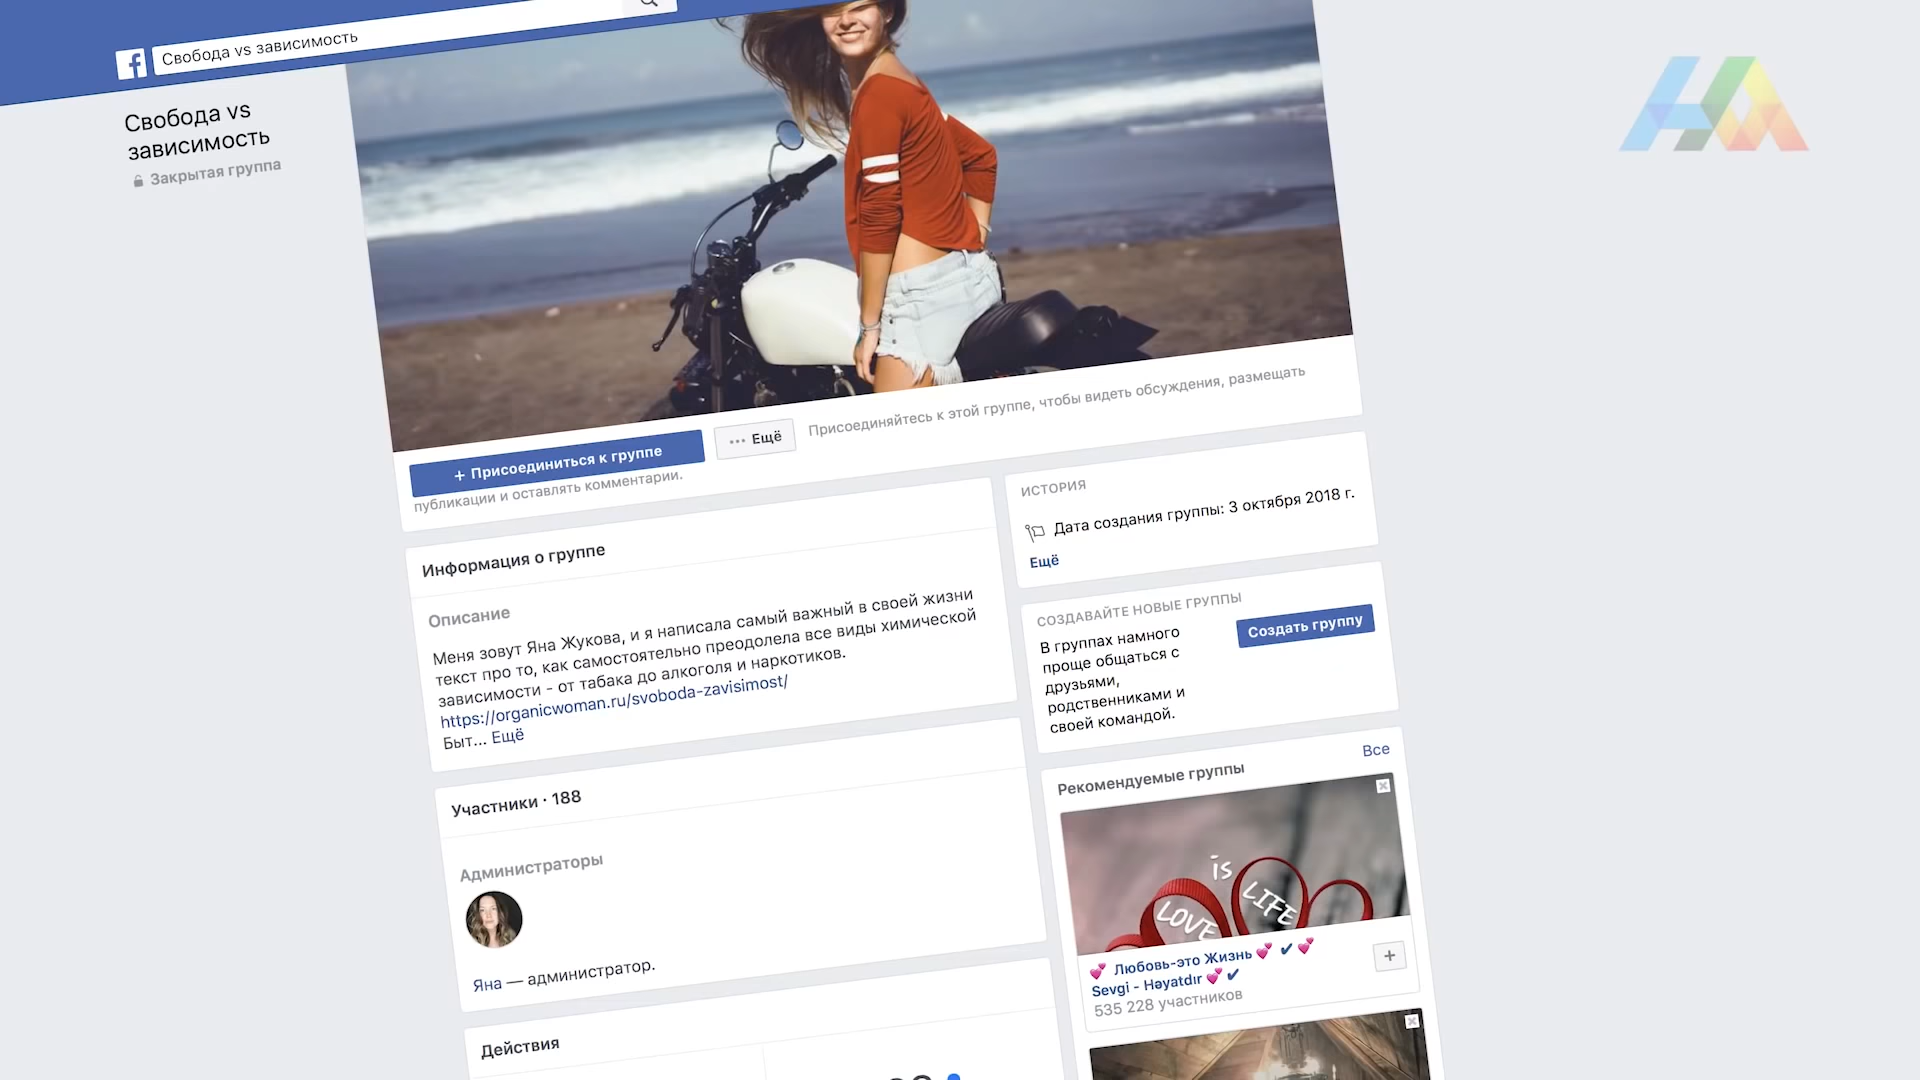 Свобода vs зависимость
Свобода vs
зависимость
Закрытая группа
+ Присоединиться к группе
··· Ещё
Присоединяйтесь к этой группе, чтобы видеть обсуждения, размещать
публикации и оставлять комментарии.
Информация о группе
Описание
Меня зовут Яна Жукова, и я написала самый важный в своей жизни
текст про то, как самостоятельно преодолела все виды химической
зависимости - от табака до алкоголя и наркотиков.
https://organicwoman.ru/svoboda-zavisimost/
Быт... Ещё
Участники · 188
Администраторы
Яна — администратор.
Действия
ИСТОРИЯ
Дата создания группы: 3 октября 2018 г.
Ещё
СОЗДАВАЙТЕ НОВЫЕ ГРУППЫ
В группах намного
проще общаться с
друзьями,
родственниками и
своей командой.
Создать группу
Рекомендуемые группы
Все
is
LOVE LIFE
💕 Любовь-это Жизнь 💕 ✔ 💕
Sevgi - Həyatdır 💕 ✔
535 228 участников